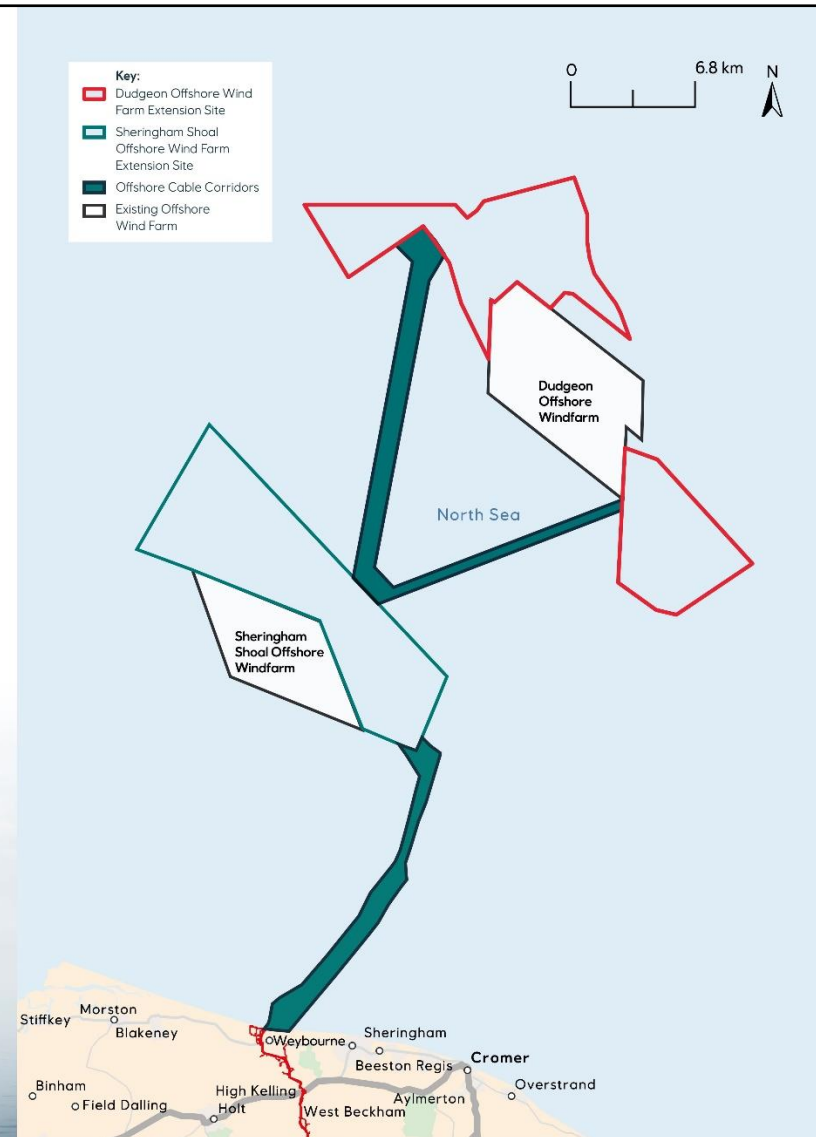 Key:
Dudgeon Offshore Wind
Farm Extension Site
Sheringham Shoal
Offshore Wind Farm
Extension Site
Offshore Cable Corridors
Existing Offshore
Wind Farm
0 6.8 km N
Dudgeon
Offshore
Windfarm
North Sea
Sheringham
Shoal Offshore
Windfarm
Stiffkey
Morston
Blakeney
Weybourne
Sheringham
Beeston Regis
Cromer
Overstrand
Binham
Field Dalling
High Kelling
Holt
West Beckham
Aylmerton